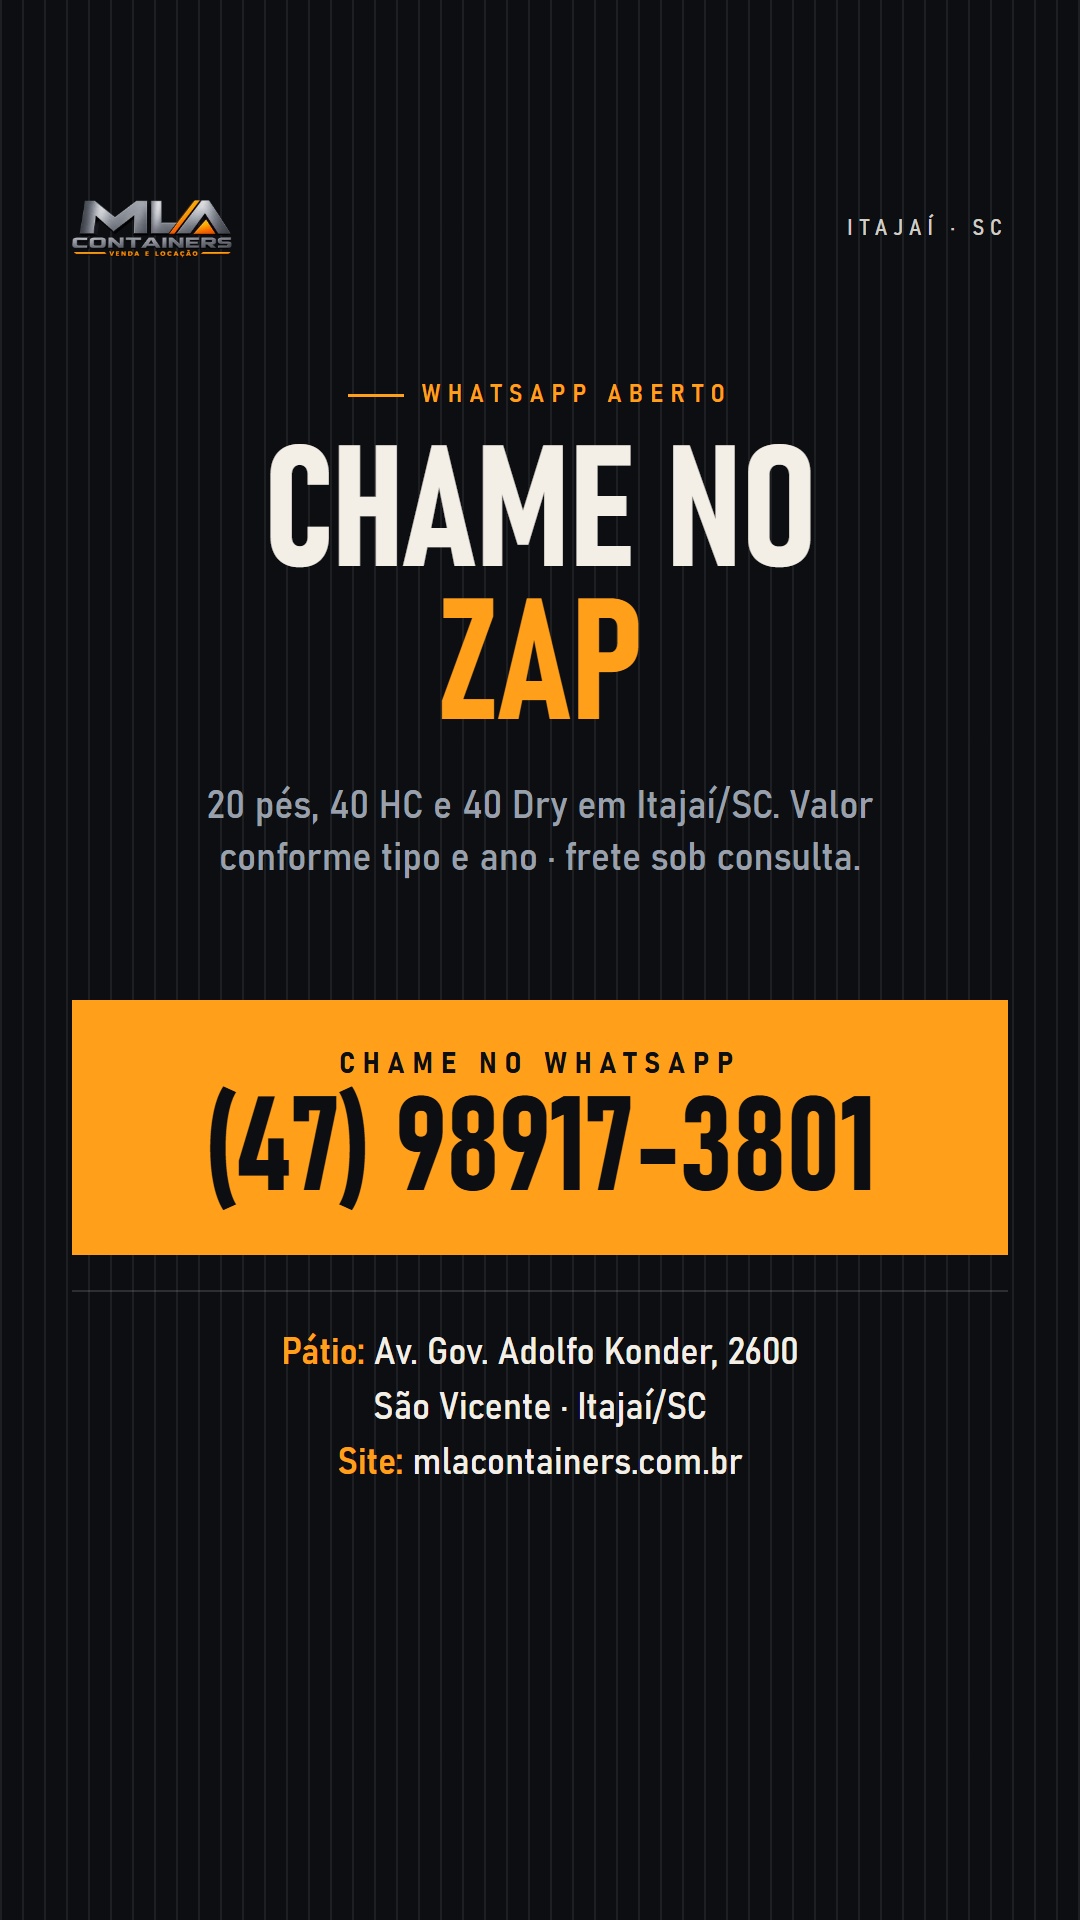 MLA
CONTAINERS
VENDA E LOCAÇÃO
ITAJAÍ · SC
WHATSAPP ABERTO
CHAME NO
ZAP
20 pés, 40 HC e 40 Dry em Itajaí/SC. Valor
conforme tipo e ano · frete sob consulta.
CHAME NO WHATSAPP
(47) 98917-3801
Pátio: Av. Gov. Adolfo Konder, 2600
São Vicente · Itajaí/SC
Site: mlacontainers.com.br